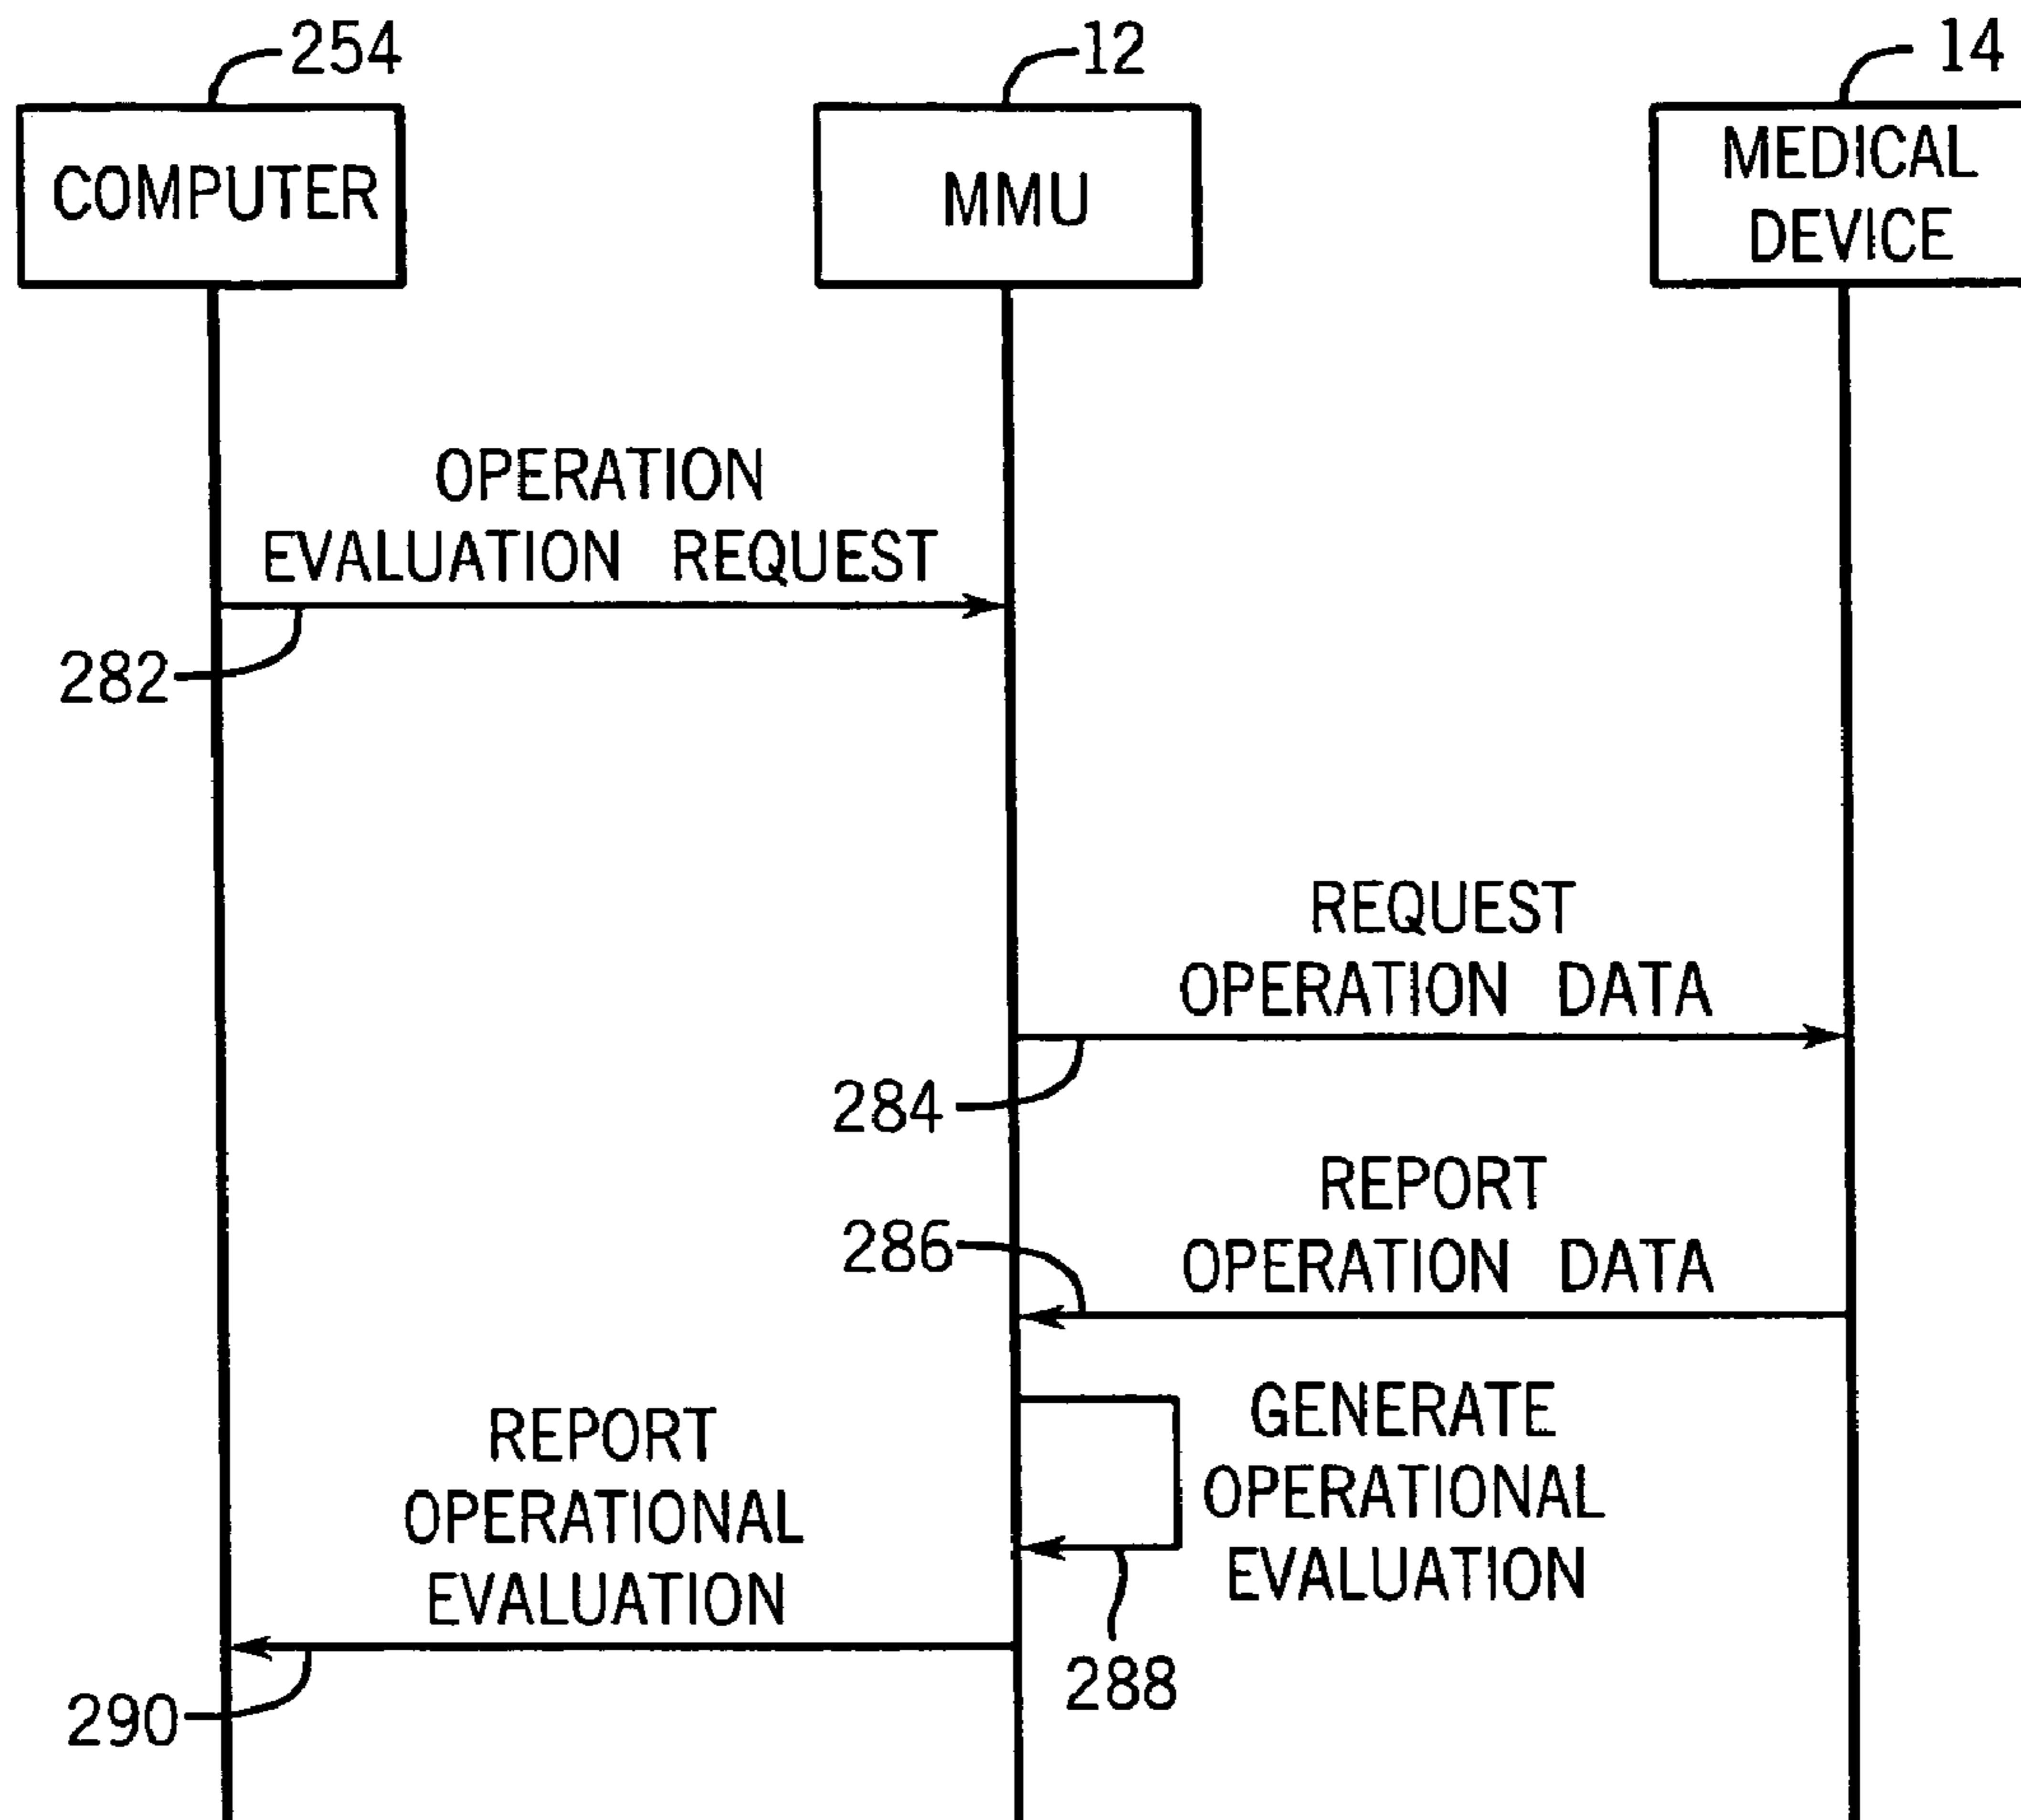 254
12
14
COMPUTER
MMU
MEDICAL
DEVICE
OPERATION
EVALUATION REQUEST
282
REQUEST
OPERATION DATA
284
REPORT
OPERATION DATA
286
GENERATE
OPERATIONAL
EVALUATION
288
REPORT
OPERATIONAL
EVALUATION
290